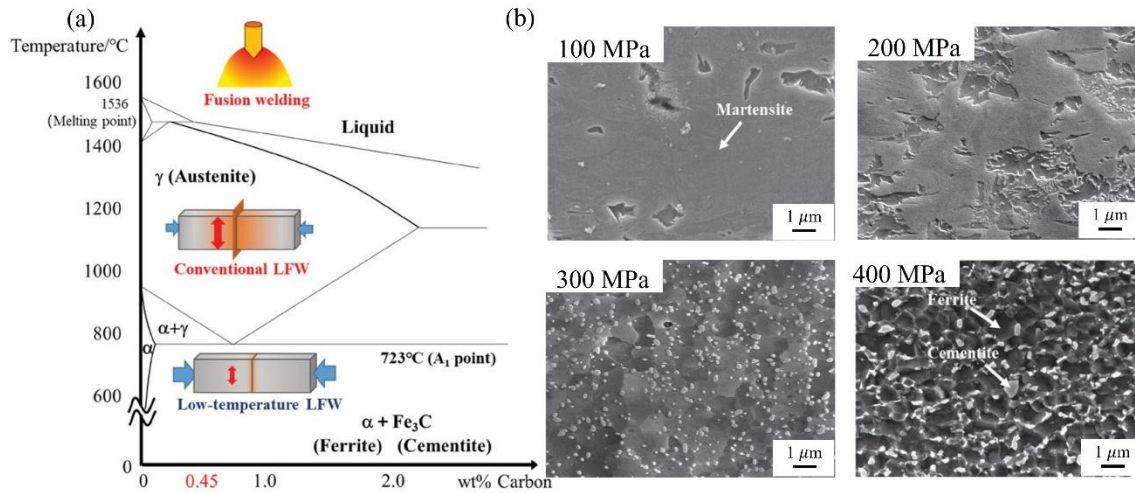 (a)
Temperature/℃
1600
1536
(Melting point)
1400
1200
1000
800
600
0
Fusion welding
Liquid
γ (Austenite)
Conventional LFW
α+γ
α
723℃ (A₁ point)
Low-temperature LFW
α + Fe₃C
(Ferrite) (Cementite)
0 0.45 1.0 2.0 wt% Carbon
(b)
100 MPa
Martensite
1 μm
200 MPa
1 μm
300 MPa
1 μm
400 MPa
Ferrite
Cementite
1 μm